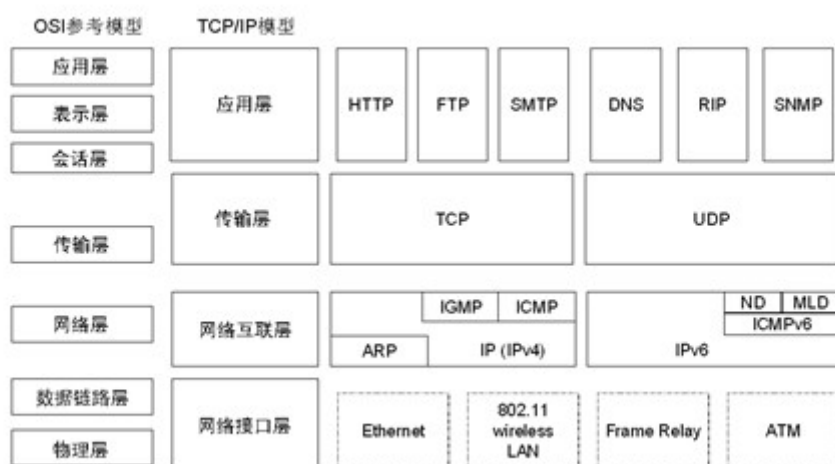 OSI参考模型
TCP/IP模型
应用层
表示层
会话层
传输层
网络层
数据链路层
物理层
应用层
传输层
网络互联层
网络接口层
HTTP
FTP
SMTP
DNS
RIP
SNMP
TCP
UDP
IGMP
ICMP
ARP
IP (IPv4)
ND
MLD
ICMPv6
IPv6
Ethernet
802.11
wireless
LAN
Frame Relay
ATM